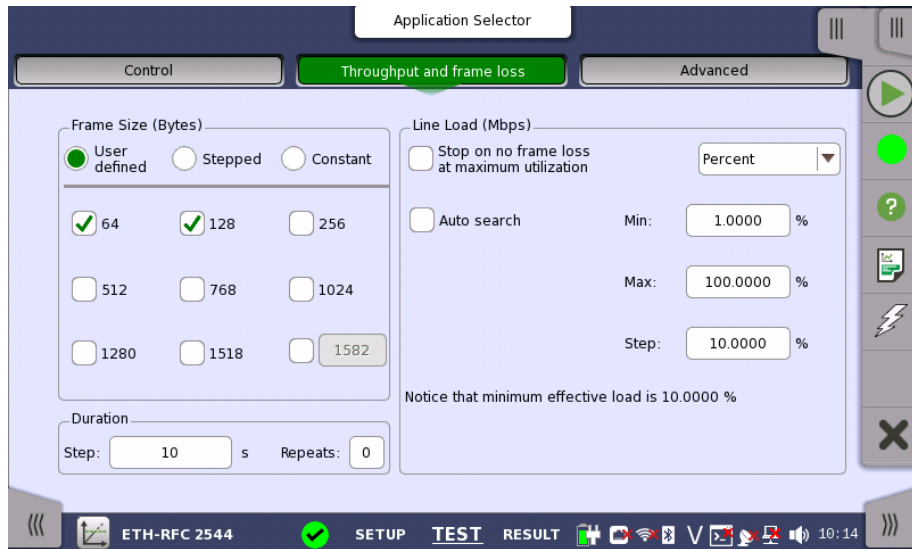 Application Selector
Control
Throughput and frame loss
Advanced
Frame Size (Bytes)
User
defined
Stepped
Constant
64
128
256
512
768
1024
1280
1518
1582
Duration
Step:
10
s
Repeats:
0
Line Load (Mbps)
Stop on no frame loss
at maximum utilization
Percent
Auto search
Min:
1.0000
%
Max:
100.0000
%
Step:
10.0000
%
Notice that minimum effective load is 10.0000 %
ETH-RFC 2544
SETUP
TEST
RESULT
V
10:14